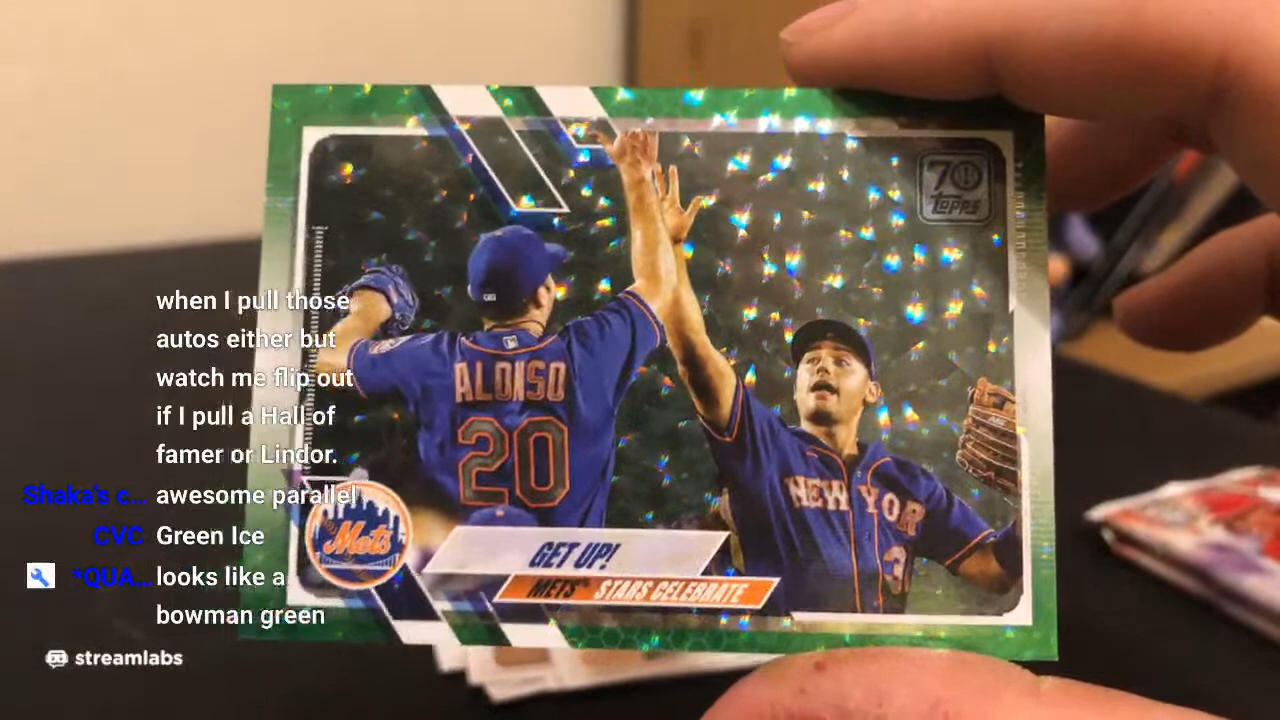 70
topps
ALONSO
20
NEW YOR
3
Mets
GET UP!
METS STARS CELEBRATE
when I pull those
autos either but
watch me flip out
if I pull a Hall of
famer or Lindor.
Shaka's c... awesome parallel
CVC Green Ice
*QUA... looks like a
bowman green
streamlabs